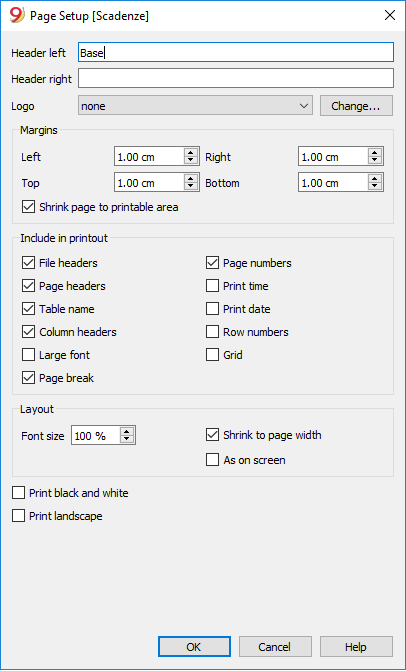 9 Page Setup [Scadenze]
Header left Base
Header right
Logo none Change...
Margins
Left 1.00 cm Right 1.00 cm
Top 1.00 cm Bottom 1.00 cm
Shrink page to printable area
Include in printout
File headers Page numbers
Page headers Print time
Table name Print date
Column headers Row numbers
Large font Grid
Page break
Layout
Font size 100 % Shrink to page width
As on screen
Print black and white
Print landscape
OK Cancel Help